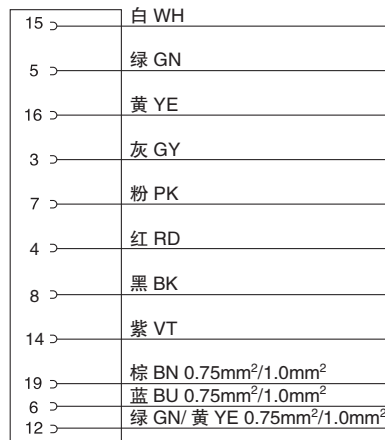 15 白 WH
5 绿 GN
16 黄 YE
3 灰 GY
7 粉 PK
4 红 RD
8 黑 BK
14 紫 VT
19 棕 BN 0.75mm²/1.0mm²
6 蓝 BU 0.75mm²/1.0mm²
12 绿 GN/ 黄 YE 0.75mm²/1.0mm²